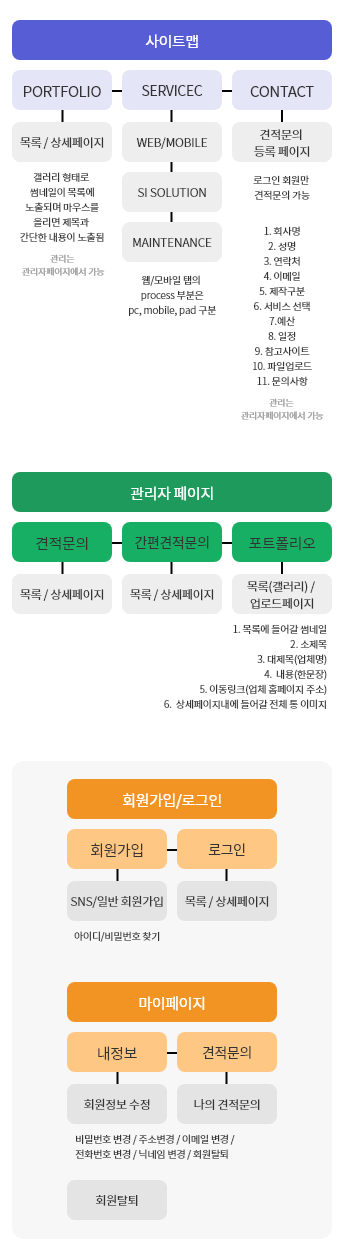 사이트맵
PORTFOLIO
SERVICEC
CONTACT
목록 / 상세페이지
WEB/MOBILE
견적문의
등록 페이지
갤러리 형태로
썸네일이 목록에
노출되며 마우스를
올리면 제목과
간단한 내용이 노출됨
관리는
관리자페이지에서 가능
SI SOLUTION
MAINTENANCE
웹/모바일 탭의
process 부분은
pc, mobile, pad 구분
로그인 회원만
견적문의 가능
1. 회사명
2. 성명
3. 연락처
4. 이메일
5. 제작구분
6. 서비스 선택
7.예산
8. 일정
9. 참고사이트
10. 파일업로드
11. 문의사항
관리는
관리자페이지에서 가능
관리자 페이지
견적문의
간편견적문의
포트폴리오
목록 / 상세페이지
목록 / 상세페이지
목록(갤러리) /
업로드페이지
1. 목록에 들어갈 썸네일
2. 소제목
3. 대제목(업체명)
4. 내용(한문장)
5. 이동링크(업체 홈페이지 주소)
6. 상세페이지내에 들어갈 전체 통 이미지
회원가입/로그인
회원가입
로그인
SNS/일반 회원가입
목록 / 상세페이지
아이디/비밀번호 찾기
마이페이지
내정보
견적문의
회원정보 수정
나의 견적문의
비밀번호 변경 / 주소변경 / 이메일 변경 /
전화번호 변경 / 닉네임 변경 / 회원탈퇴
회원탈퇴